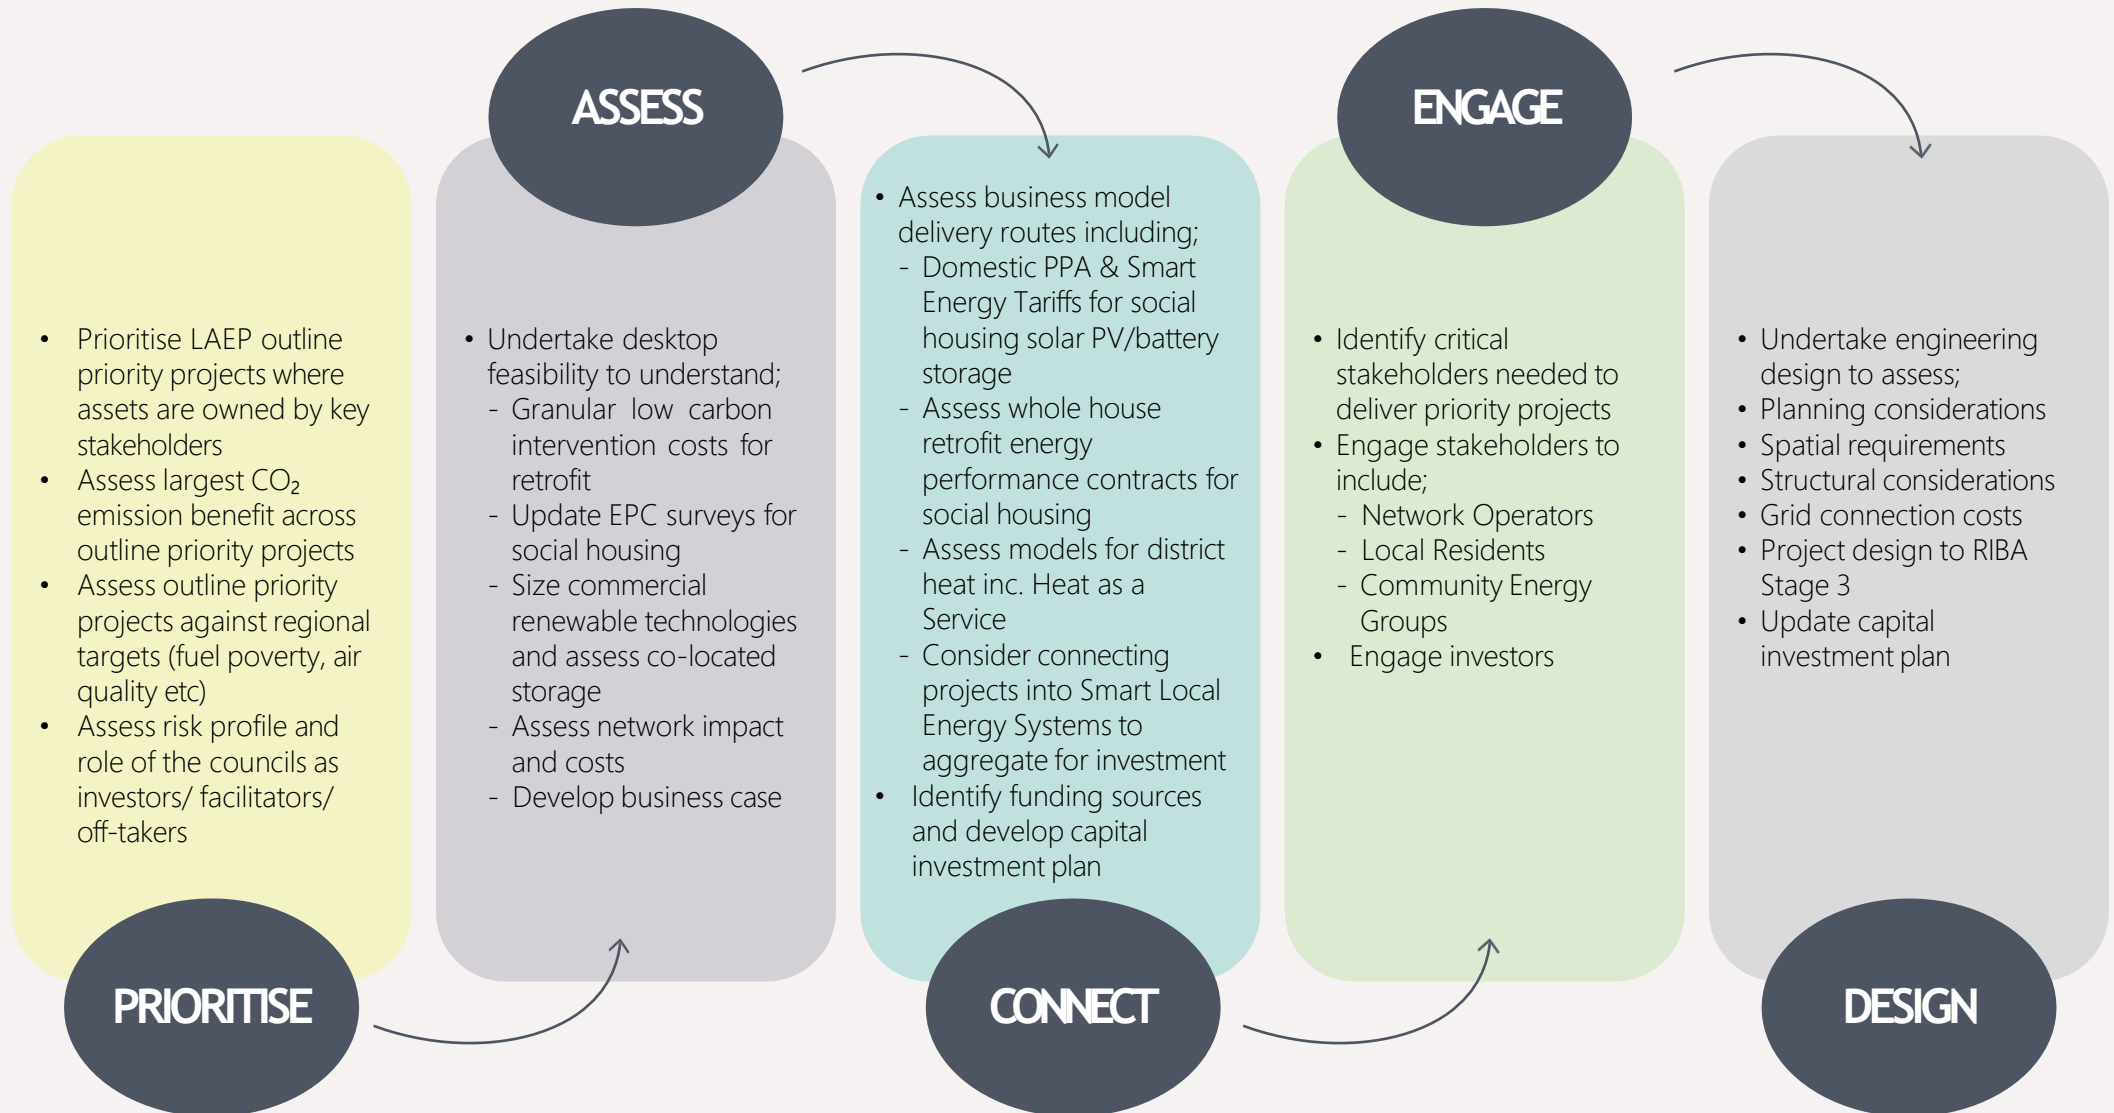 • Prioritise LAEP outline
priority projects where
assets are owned by key
stakeholders
• Assess largest CO₂
emission benefit across
outline priority projects
• Assess outline priority
projects against regional
targets (fuel poverty, air
quality etc)
• Assess risk profile and
role of the councils as
investors/ facilitators/
off-takers
PRIORITISE
ASSESS
• Undertake desktop
feasibility to understand;
- Granular low carbon
intervention costs for
retrofit
- Update EPC surveys for
social housing
- Size commercial
renewable technologies
and assess co-located
storage
- Assess network impact
and costs
- Develop business case
• Assess business model
delivery routes including;
- Domestic PPA & Smart
Energy Tariffs for social
housing solar PV/battery
storage
- Assess whole house
retrofit energy
performance contracts for
social housing
- Assess models for district
heat inc. Heat as a
Service
- Consider connecting
projects into Smart Local
Energy Systems to
aggregate for investment
• Identify funding sources
and develop capital
investment plan
CONNECT
ENGAGE
• Identify critical
stakeholders needed to
deliver priority projects
• Engage stakeholders to
include;
- Network Operators
- Local Residents
- Community Energy
Groups
• Engage investors
• Undertake engineering
design to assess;
• Planning considerations
• Spatial requirements
• Structural considerations
• Grid connection costs
• Project design to RIBA
Stage 3
• Update capital
investment plan
DESIGN